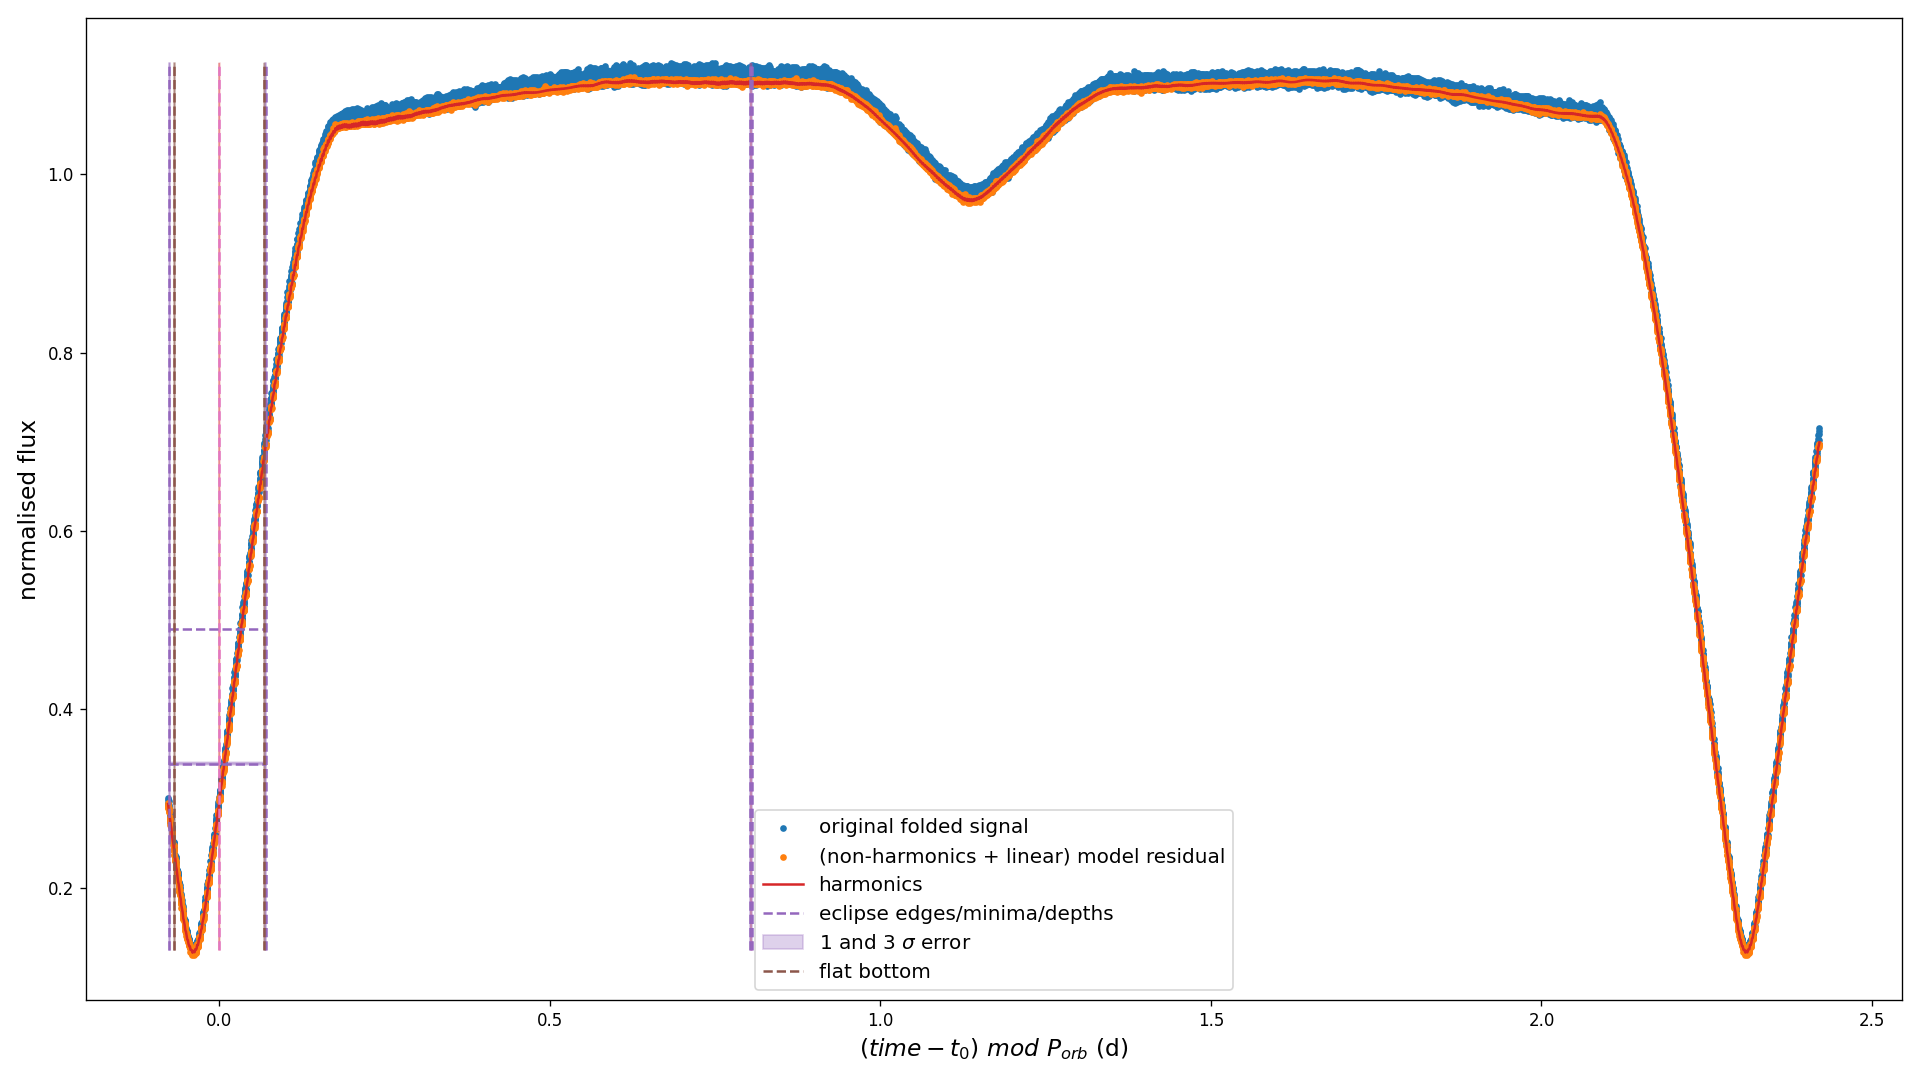 normalised flux
1.0
0.8
0.6
0.4
0.2
original folded signal
(non-harmonics + linear) model residual
harmonics
eclipse edges/minima/depths
1 and 3 σ error
flat bottom
0.0 0.5 1.0 1.5 2.0 2.5
(time − t₀) mod P_orb (d)